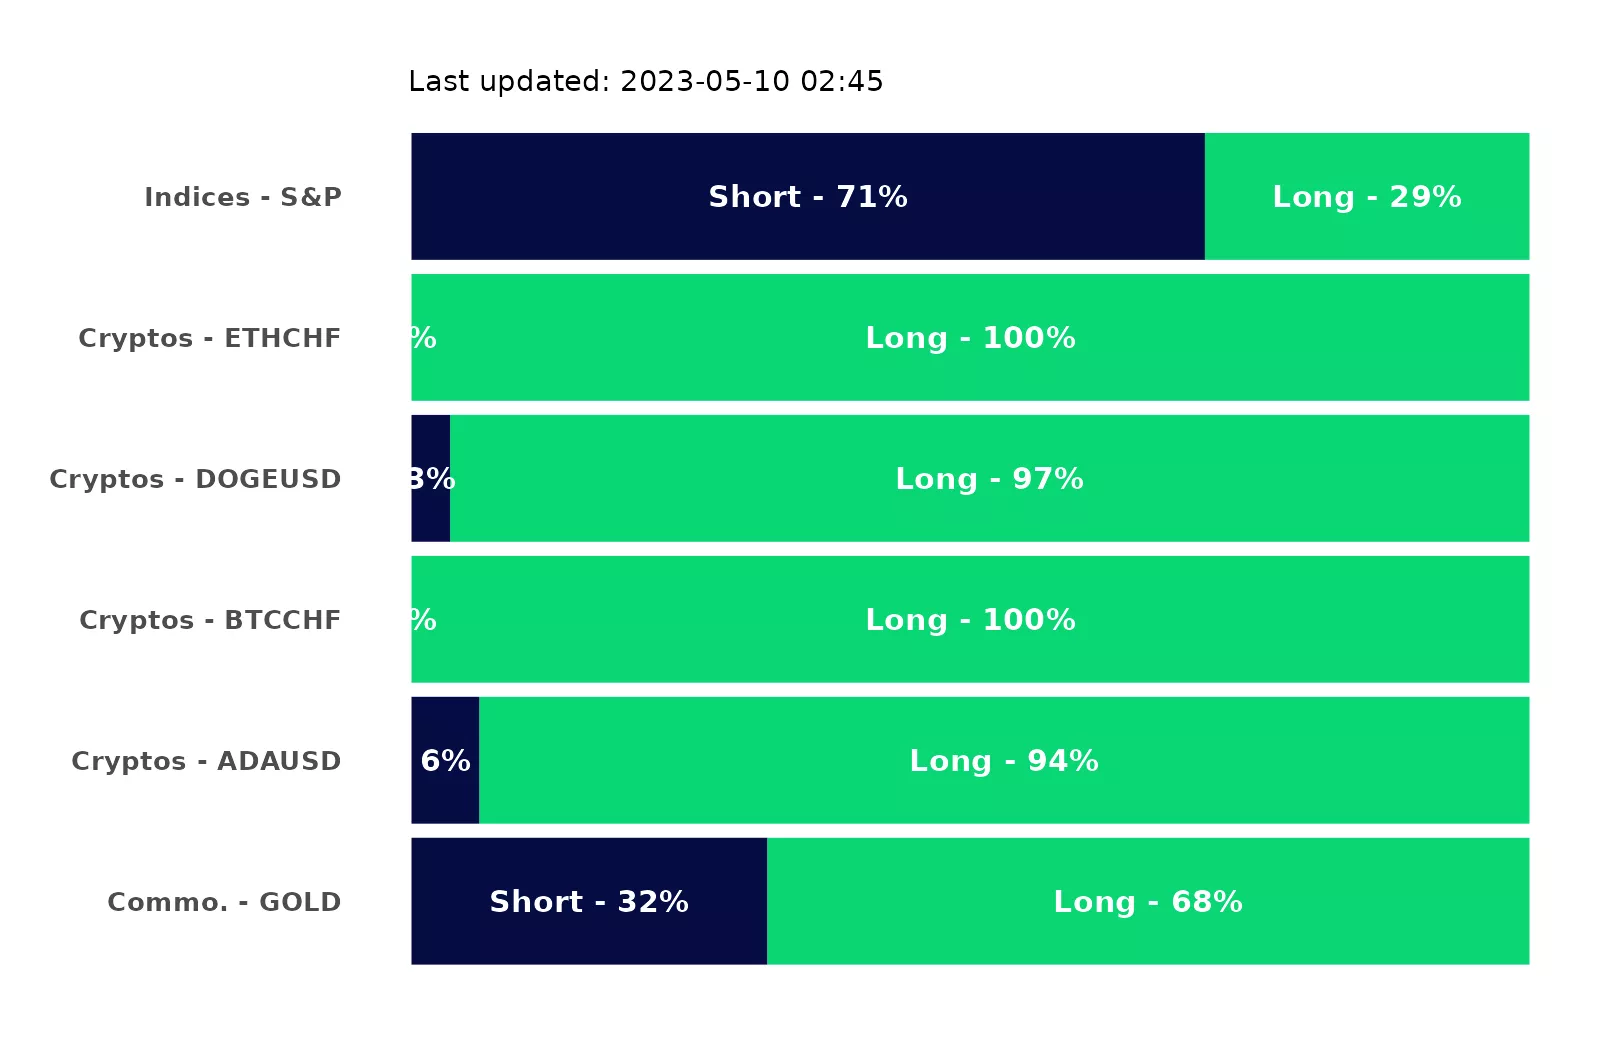 Last updated: 2023-05-10 02:45
Indices - S&P Short - 71% Long - 29%
Cryptos - ETHCHF % Long - 100%
Cryptos - DOGEUSD 3% Long - 97%
Cryptos - BTCCHF % Long - 100%
Cryptos - ADAUSD 6% Long - 94%
Commo. - GOLD Short - 32% Long - 68%